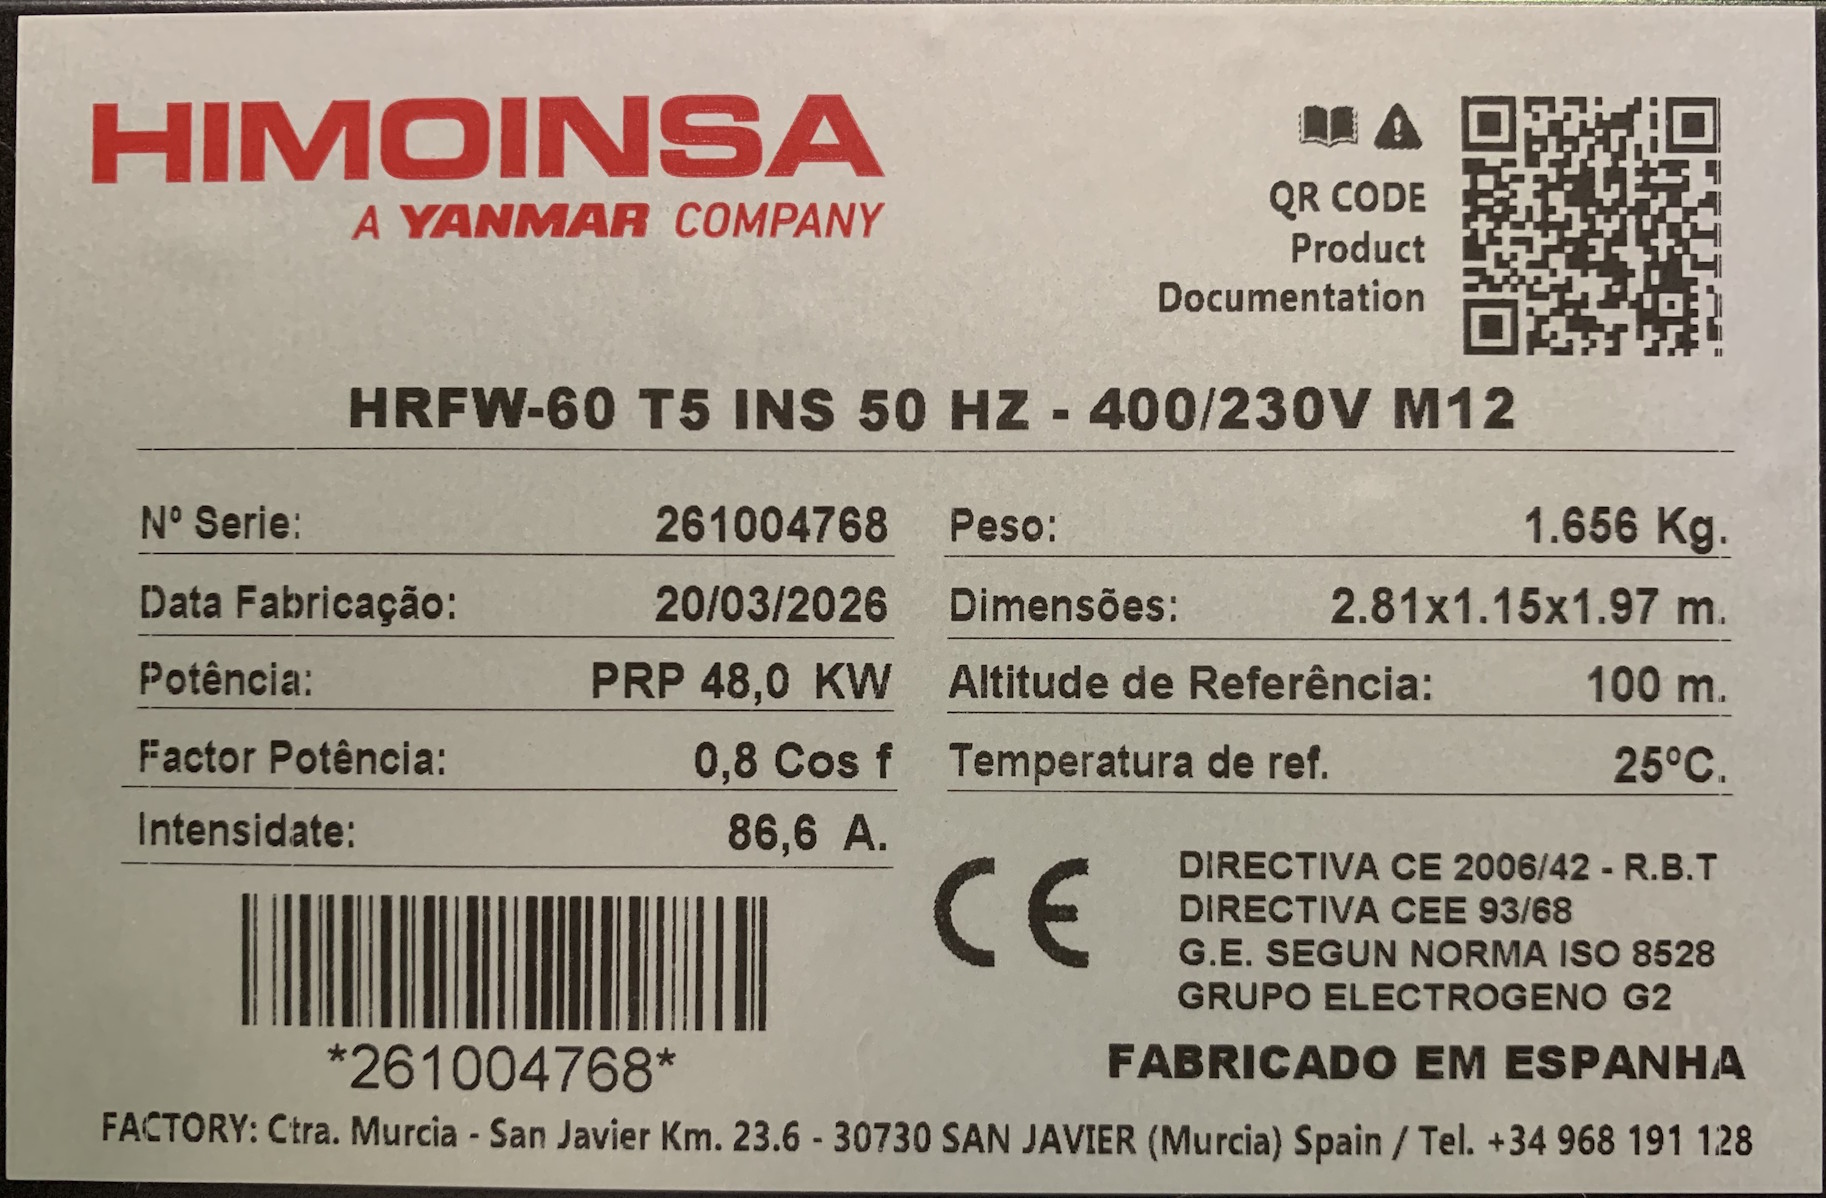 HIMOINSA
A YANMAR COMPANY
QR CODE
Product
Documentation
HRFW-60 T5 INS 50 HZ - 400/230V M12
Nº Serie: 261004768
Peso: 1.656 Kg.
Data Fabricação: 20/03/2026
Dimensões: 2.81x1.15x1.97 m.
Potência: PRP 48,0 KW
Altitude de Referência: 100 m.
Factor Potência: 0,8 Cos f
Temperatura de ref. 25ºC.
Intensidate: 86,6 A.
CE
DIRECTIVA CE 2006/42 - R.B.T
DIRECTIVA CEE 93/68
G.E. SEGUN NORMA ISO 8528
GRUPO ELECTROGENO G2
*261004768*
FABRICADO EM ESPANHA
FACTORY: Ctra. Murcia - San Javier Km. 23.6 - 30730 SAN JAVIER (Murcia) Spain / Tel. +34 968 191 128